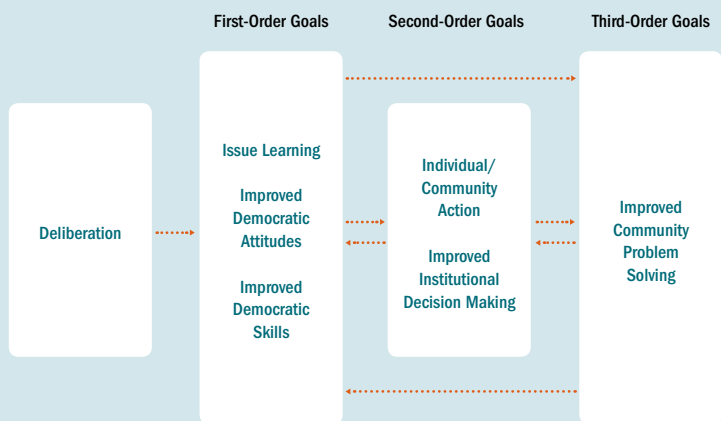 First-Order Goals
Second-Order Goals
Third-Order Goals
Deliberation
Issue Learning
Improved
Democratic
Attitudes
Improved
Democratic
Skills
Individual/
Community
Action
Improved
Institutional
Decision Making
Improved
Community
Problem
Solving